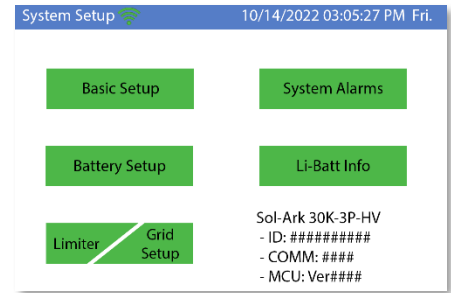 System Setup 10/14/2022 03:05:27 PM Fri.
Basic Setup
System Alarms
Battery Setup
Li-Batt Info
Limiter
Grid
Setup
Sol-Ark 30K-3P-HV
- ID: ##########
- COMM: ####
- MCU: Ver####